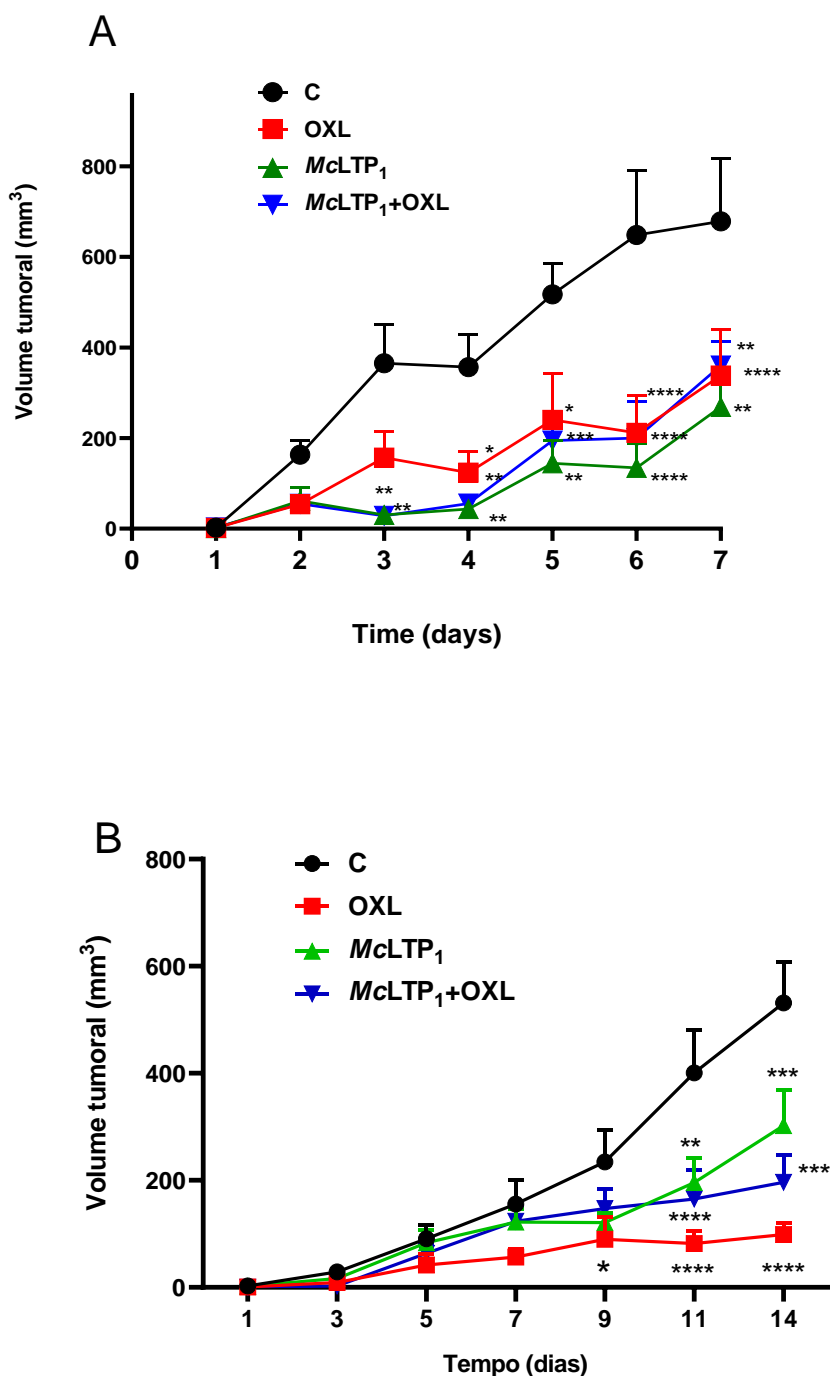 A
C
OXL
McLTP1
McLTP1+OXL
Volume tumoral (mm3)
800
600
400
200
0
** **** **
* *** **
**** **** ****
* ** **
** **
0 1 2 3 4 5 6 7
Time (days)
B
C
OXL
McLTP1
McLTP1+OXL
Volume tumoral (mm3)
800
600
400
200
0
***
**
***
****
* **** ****
1 3 5 7 9 11 14
Tempo (dias)